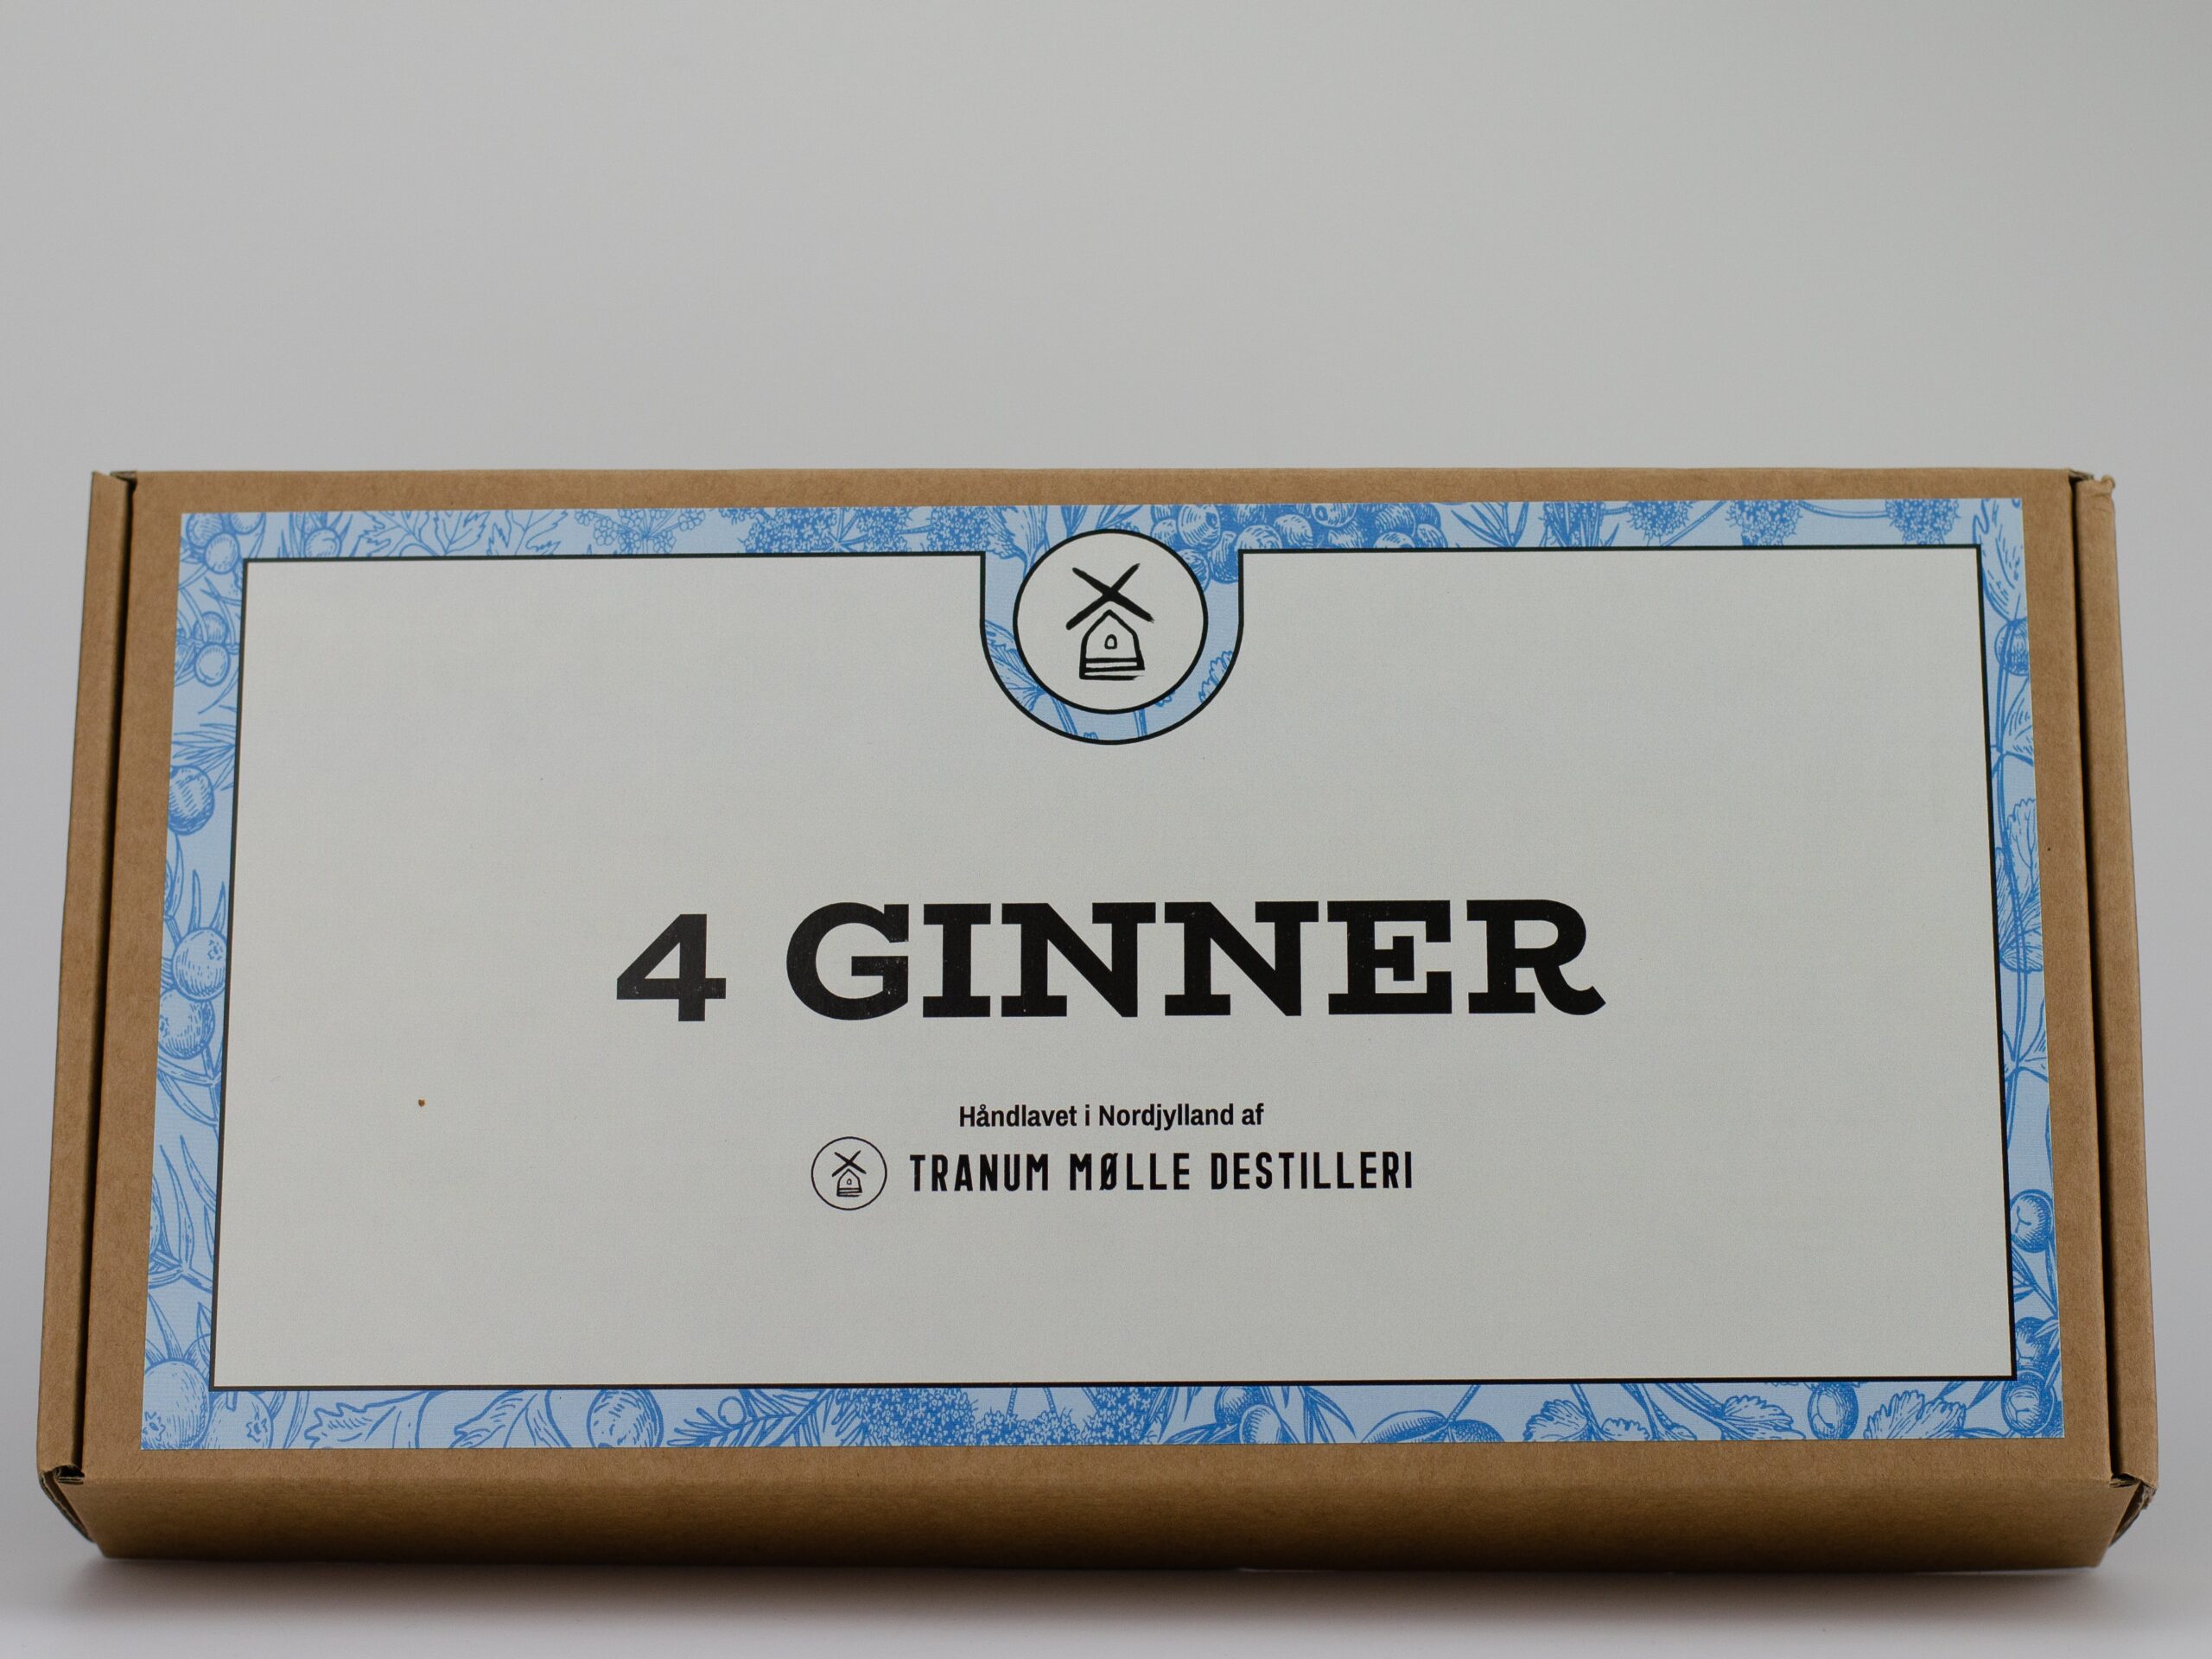 4 GINNER
Håndlavet i Nordjylland af
TRANUM MØLLE DESTILLERI